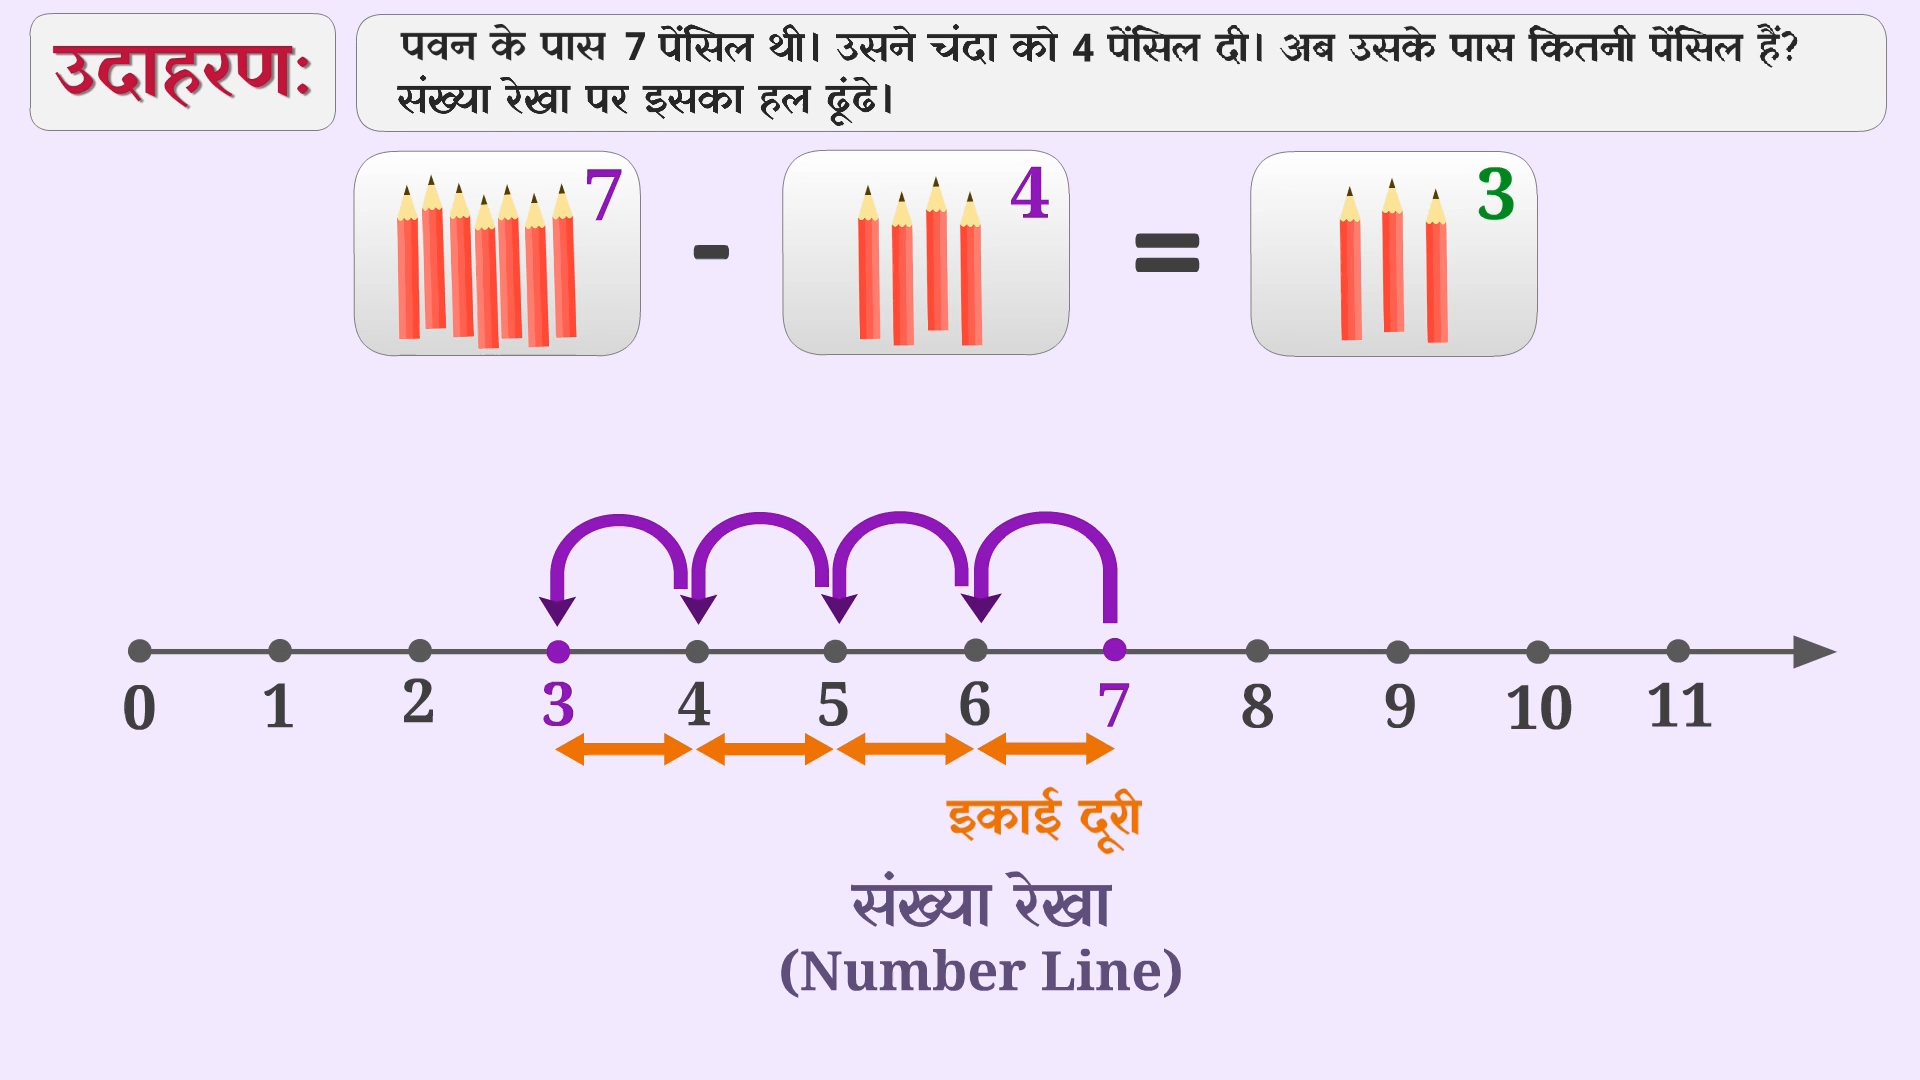 उदाहरण:
पवन के पास 7 पेंसिल थी। उसने चंदा को 4 पेंसिल दी। अब उसके पास कितनी पेंसिल हैं?
संख्या रेखा पर इसका हल ढूंढे।
7 - 4 = 3
0 1 2 3 4 5 6 7 8 9 10 11
इकाई दूरी
संख्या रेखा
(Number Line)